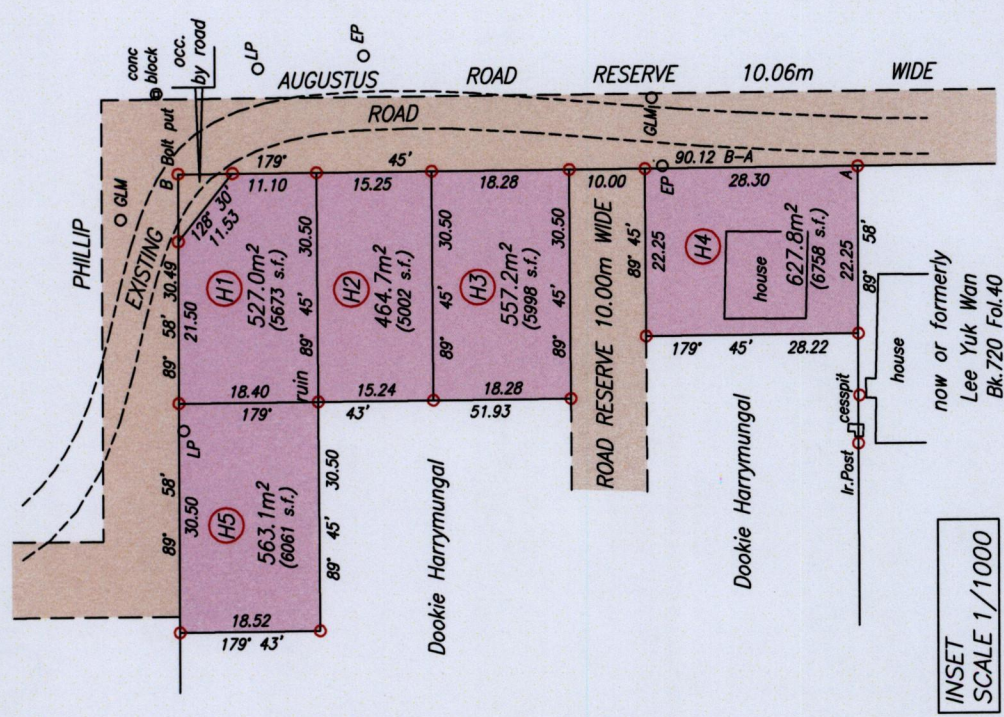 conc
block
occ.
by road
LP
EP
AUGUSTUS ROAD RESERVE 10.06m WIDE
ROAD
GLM
PHILLIP
GLM
EXISTING
B Bolt put
128° 30'
11.53
179° 45'
11.10
15.25
18.28
10.00
EP
90.12 B-A
28.30
A
89° 58'
21.50 30.49
H1
527.0m²
(5673 s.f.)
89° 45' 30.50
ruin
H2
464.7m²
(5002 s.f.)
89° 45' 30.50
H3
557.2m²
(5998 s.f.)
89° 45' 30.50
ROAD RESERVE 10.00m WIDE
89° 45'
22.25
H4
house
627.8m²
(6758 s.f.)
22.25
89° 58'
179° 45' 28.22
18.40
15.24
18.28
179° 43' 51.93
LP
89° 58'
30.50
H5
563.1m²
(6061 s.f.)
89° 45' 30.50
18.52
179° 43'
Dookie Harrymungal
Dookie Harrymungal
Ir.Post
cesspit
house
now or formerly
Lee Yuk Wan
Bk.720 Fol.40
INSET
SCALE 1/1000